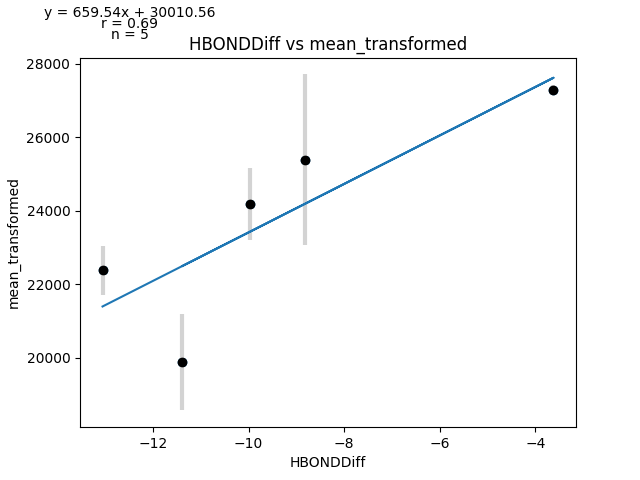 y = 659.54x + 30010.56
r = 0.69
n = 5
HBONDDiff vs mean_transformed
28000
26000
24000
22000
20000
mean_transformed
−12
−10
−8
−6
−4
HBONDDiff